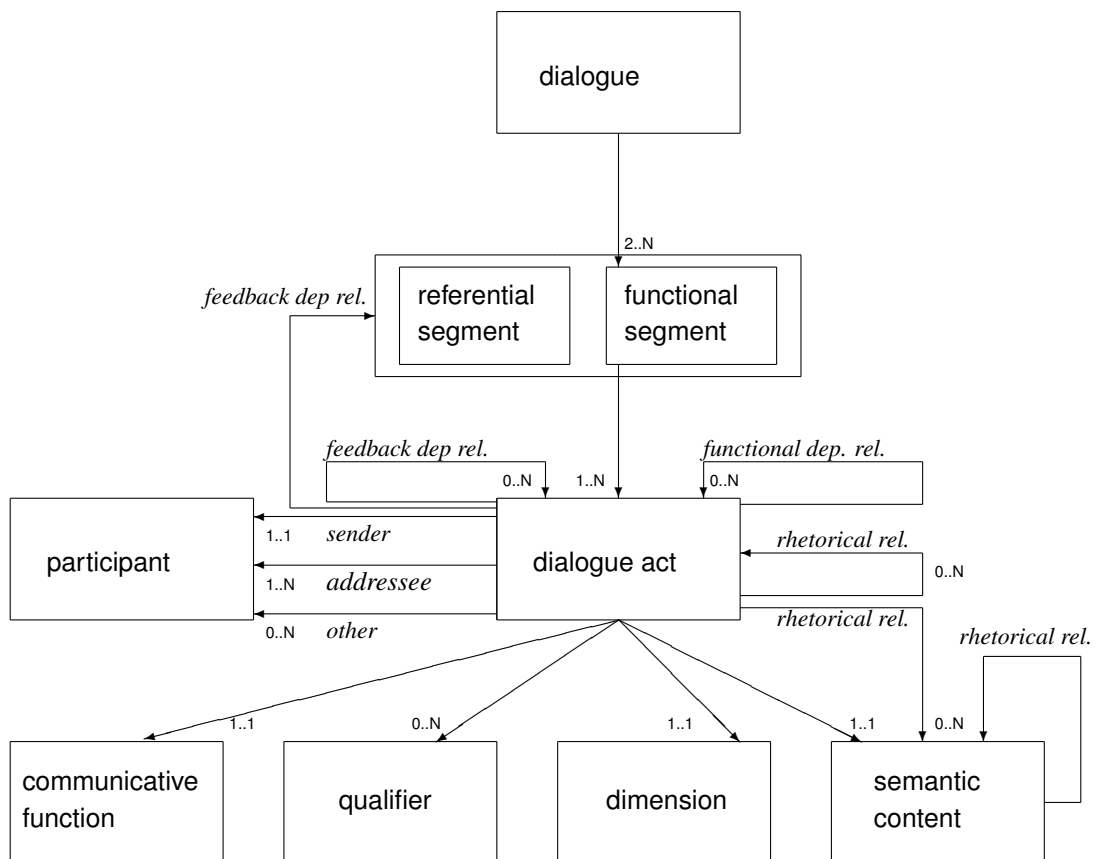 dialogue
2..N
referential
segment
functional
segment
feedback dep rel.
feedback dep rel.
functional dep. rel.
0..N
1..N
0..N
participant
1..1
sender
1..N
addressee
0..N
other
dialogue act
rhetorical rel.
0..N
rhetorical rel.
rhetorical rel.
1..1
0..N
1..1
1..1
0..N
communicative
function
qualifier
dimension
semantic
content